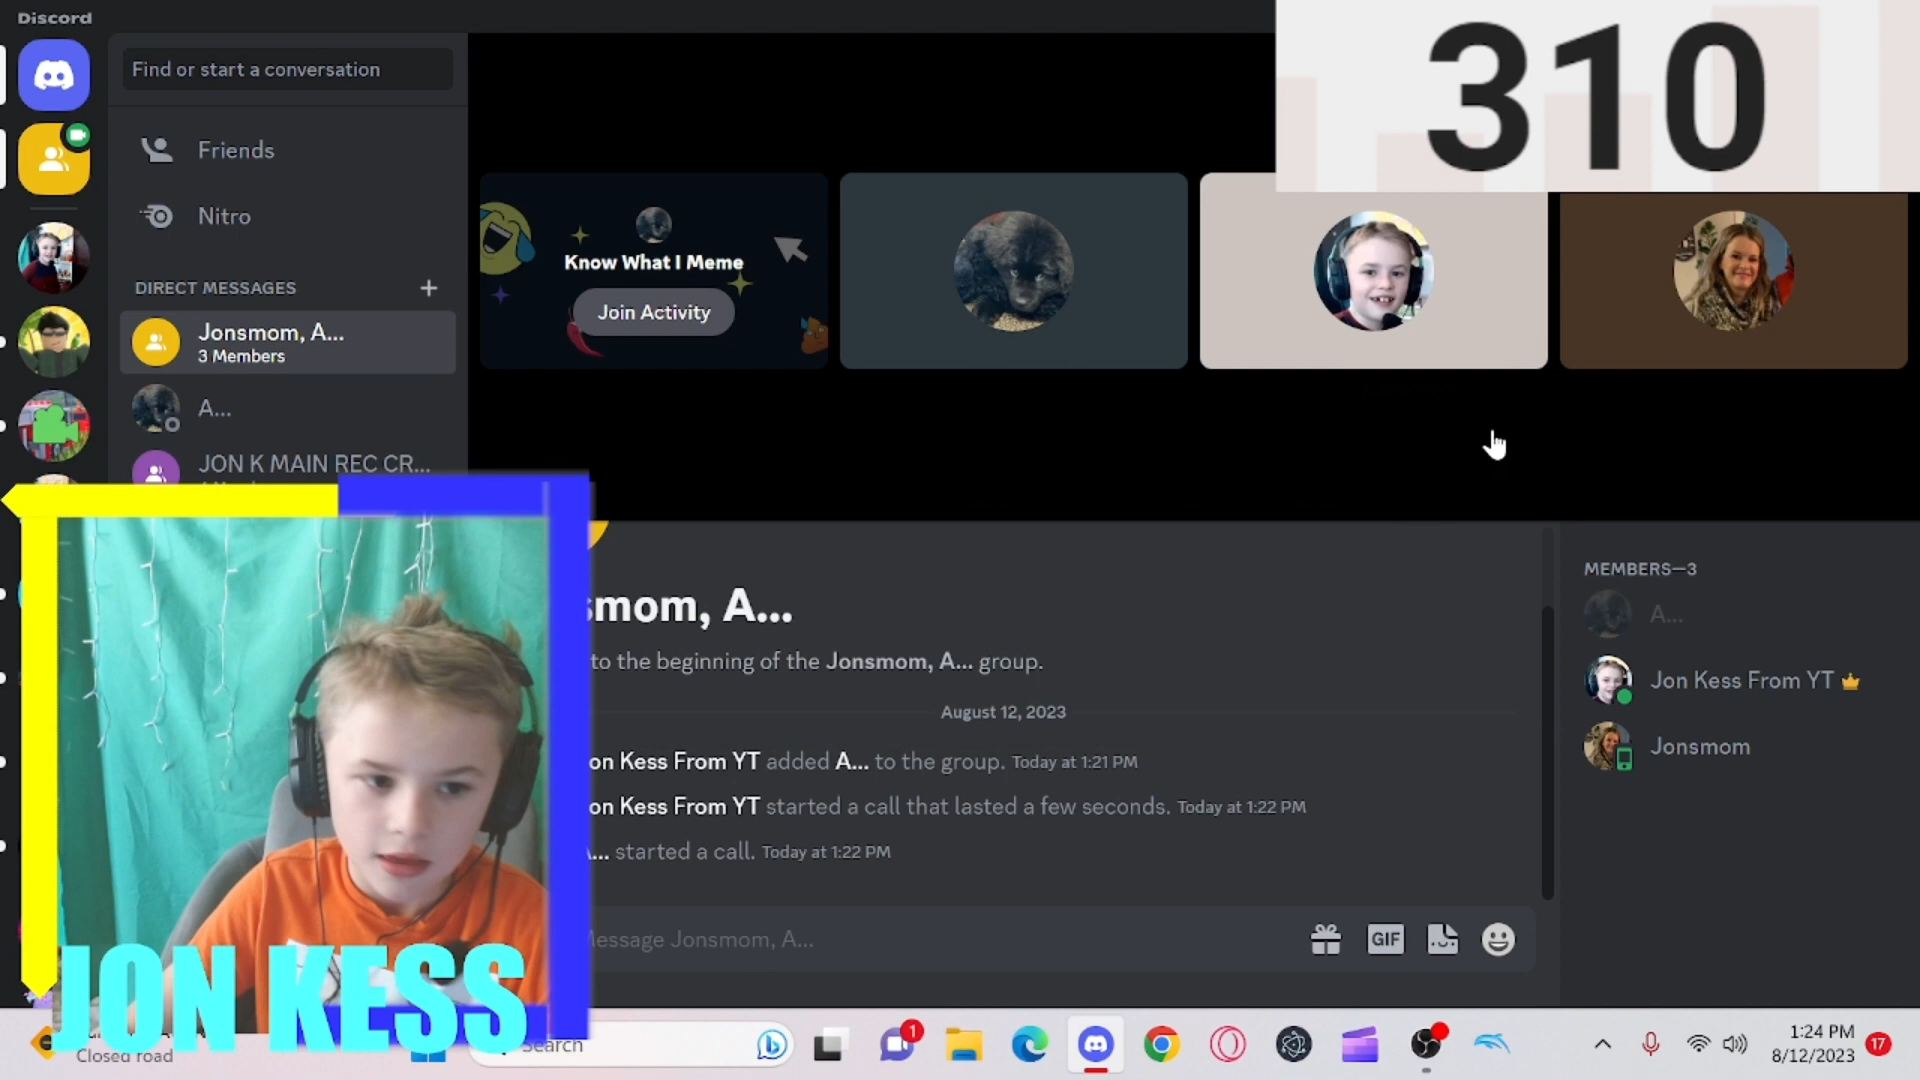 Discord
310
Find or start a conversation
Friends
Nitro
DIRECT MESSAGES
Jonsmom, A...
3 Members
A...
JON K MAIN REC CR...
Know What I Meme
Join Activity
smom, A...
to the beginning of the Jonsmom, A... group.
August 12, 2023
on Kess From YT added A... to the group. Today at 1:21 PM
on Kess From YT started a call that lasted a few seconds. Today at 1:22 PM
... started a call. Today at 1:22 PM
Message Jonsmom, A...
GIF
MEMBERS—3
A...
Jon Kess From YT
Jonsmom
JON KESS
Closed road
Search
1
1:24 PM
8/12/2023
17